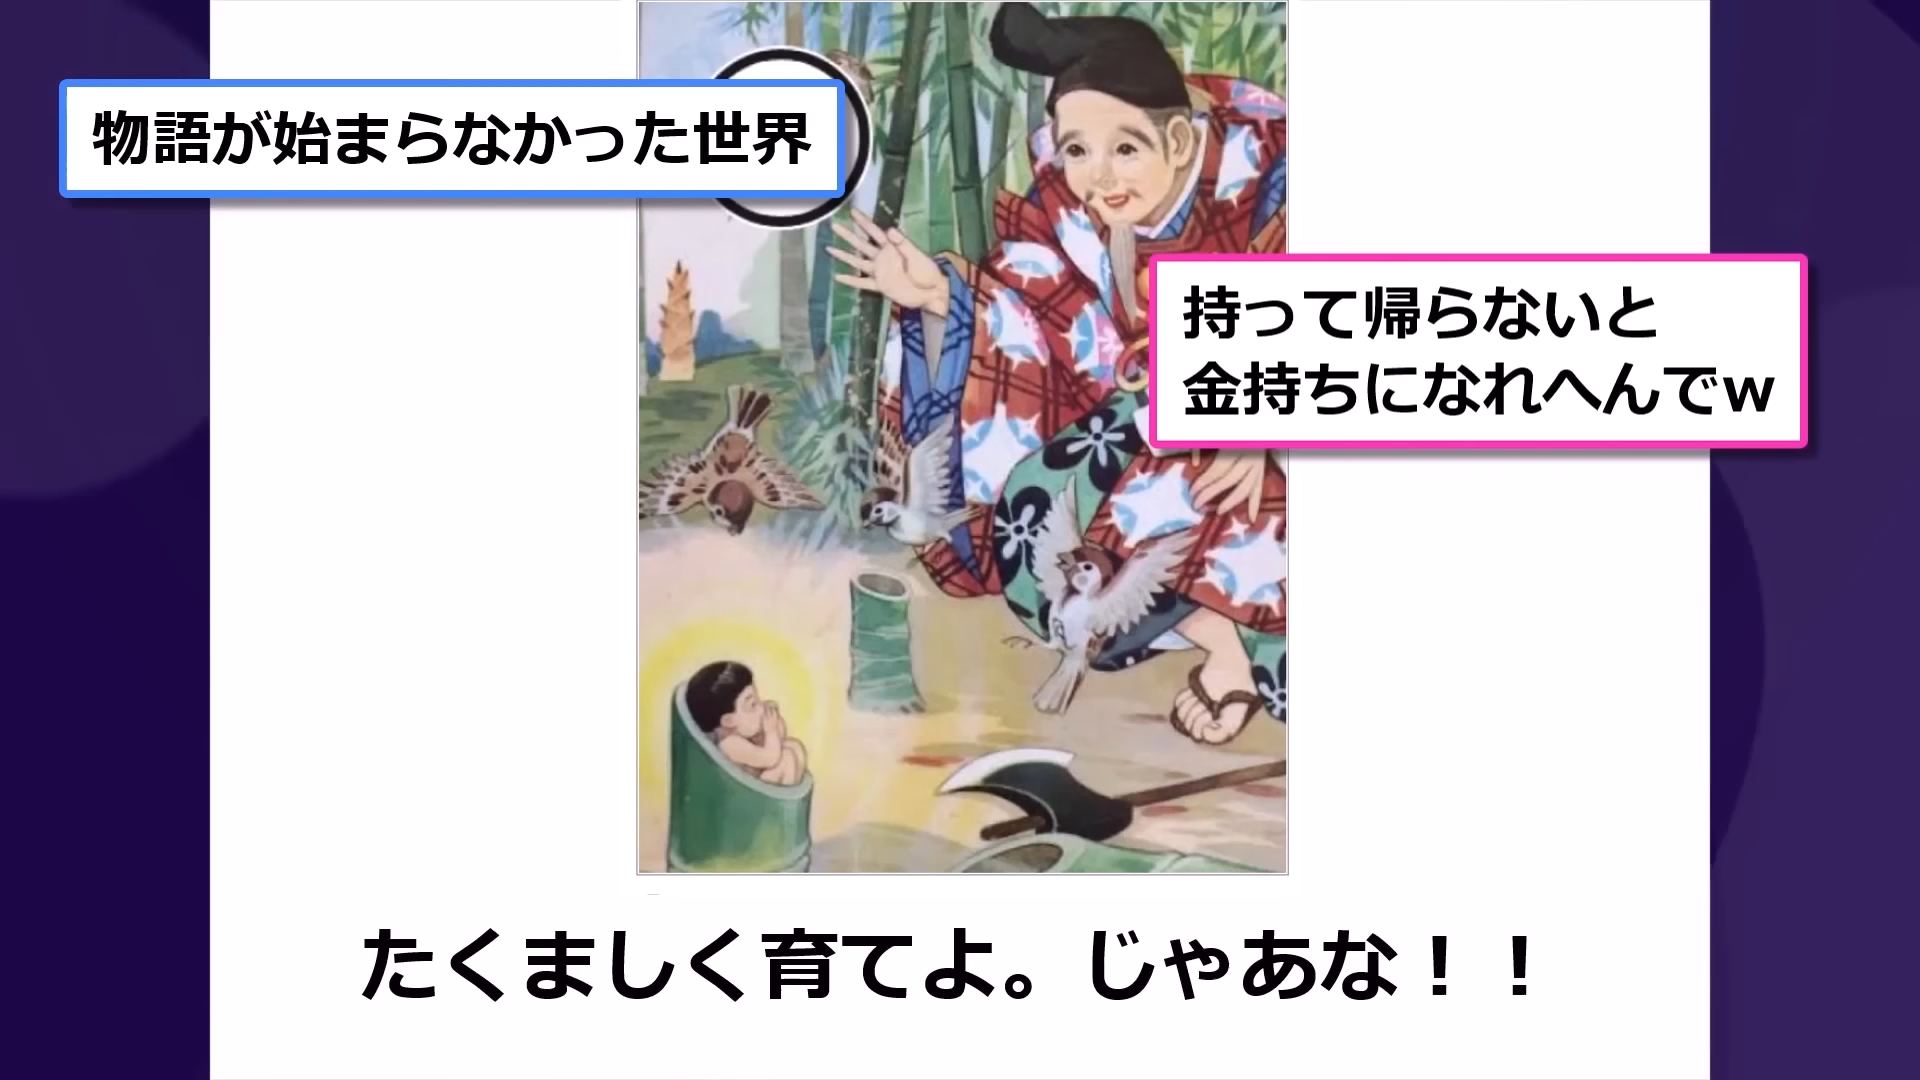 物語が始まらなかった世界
持って帰らないと
金持ちになれへんでw
たくましく育てよ。じゃあな！！